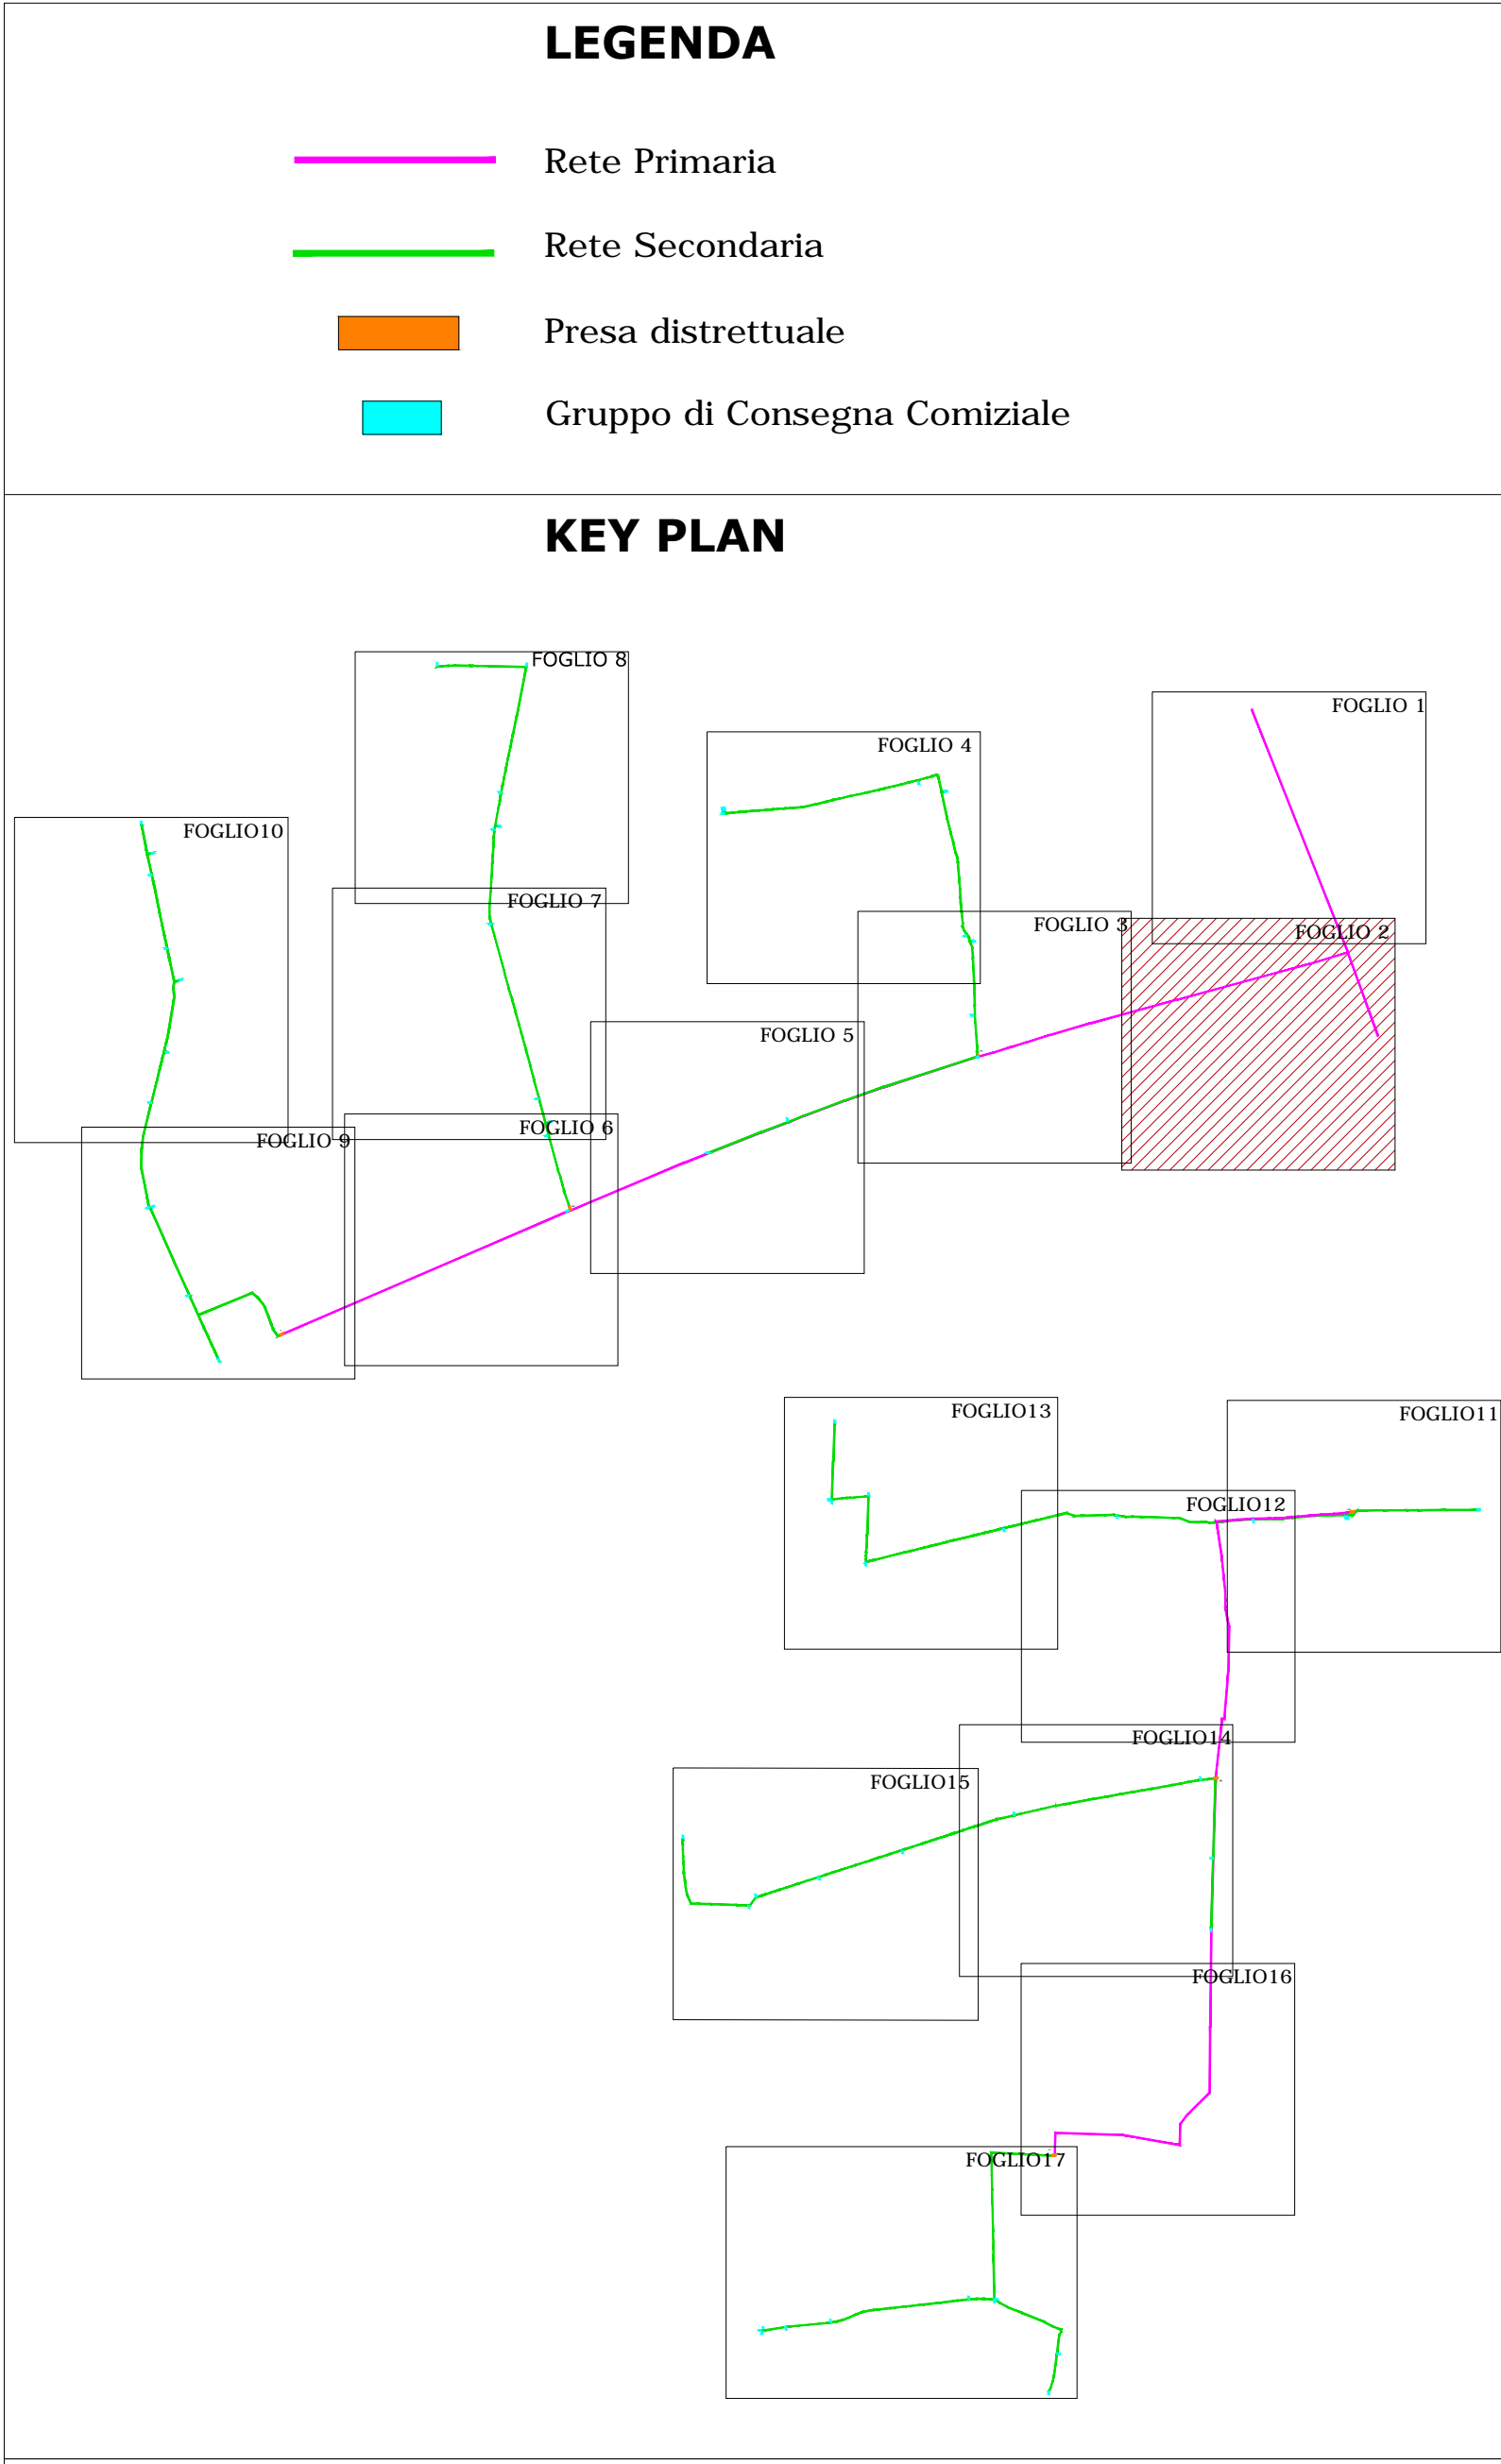 LEGENDA
Rete Primaria
Rete Secondaria
Presa distrettuale
Gruppo di Consegna Comiziale
KEY PLAN
FOGLIO 8
FOGLIO 1
FOGLIO 4
FOGLIO10
FOGLIO 7
FOGLIO 3
FOGLIO 2
FOGLIO 5
FOGLIO 6
FOGLIO 9
FOGLIO13
FOGLIO11
FOGLIO12
FOGLIO14
FOGLIO15
FOGLIO16
FOGLIO17